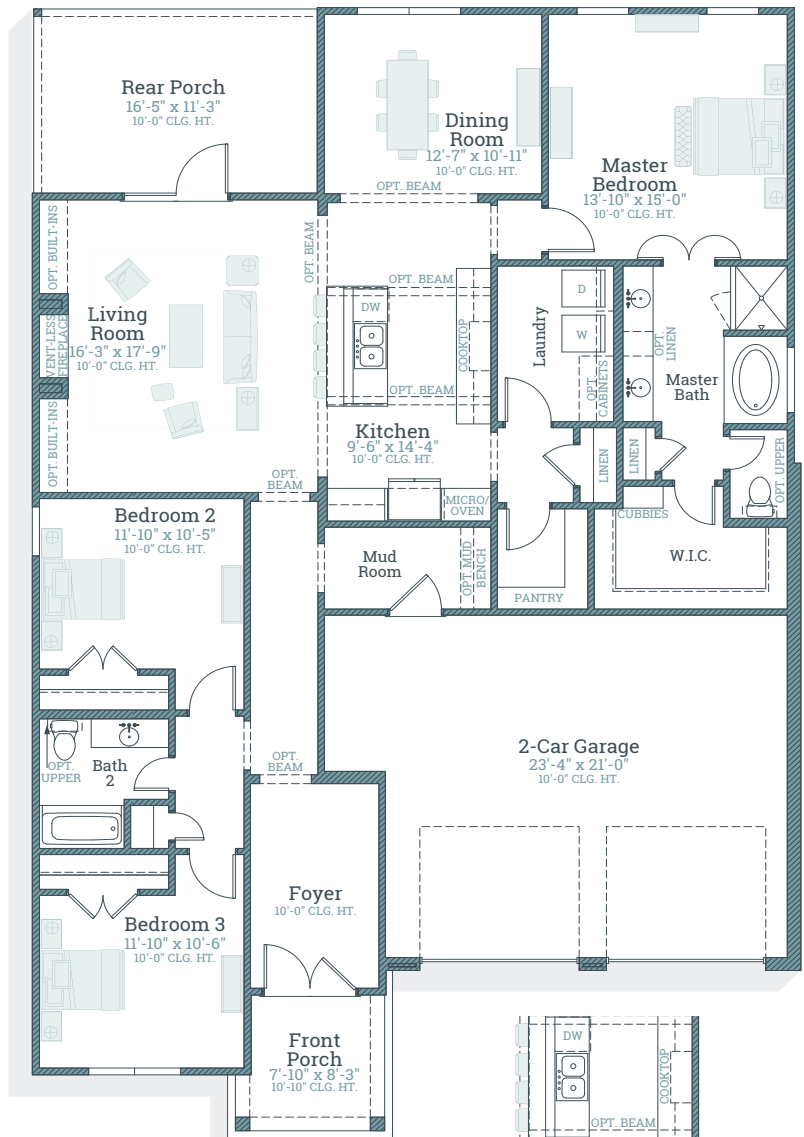 Rear Porch
16'-5" x 11'-3"
10'-0" CLG. HT.
Dining
Room
12'-7" x 10'-11"
10'-0" CLG. HT.
OPT. BEAM
Master
Bedroom
13'-10" x 15'-0"
10'-0" CLG. HT.
OPT. BUILT-INS
VENT-LESS
FIREPLACE
OPT. BUILT-INS
Living
Room
16'-3" x 17'-9"
10'-0" CLG. HT.
OPT. BEAM
OPT. BEAM
DW
COOKTOP
OPT. BEAM
Kitchen
9'-6" x 14'-4"
10'-0" CLG. HT.
MICRO/
OVEN
Laundry
D
W
OPT.
CABINETS
OPT.
LINEN
Master
Bath
LINEN
LINEN
OPT. UPPER
CUBBIES
W.I.C.
PANTRY
OPT.
BEAM
Mud
Room
OPT. MUD
BENCH
Bedroom 2
11'-10" x 10'-5"
10'-0" CLG. HT.
OPT.
UPPER
Bath
2
OPT.
BEAM
2-Car Garage
23'-4" x 21'-0"
10'-0" CLG. HT.
Foyer
10'-0" CLG. HT.
Bedroom 3
11'-10" x 10'-6"
10'-0" CLG. HT.
Front
Porch
7'-10" x 8'-3"
10'-10" CLG. HT.
DW
COOKTOP
OPT. BEAM